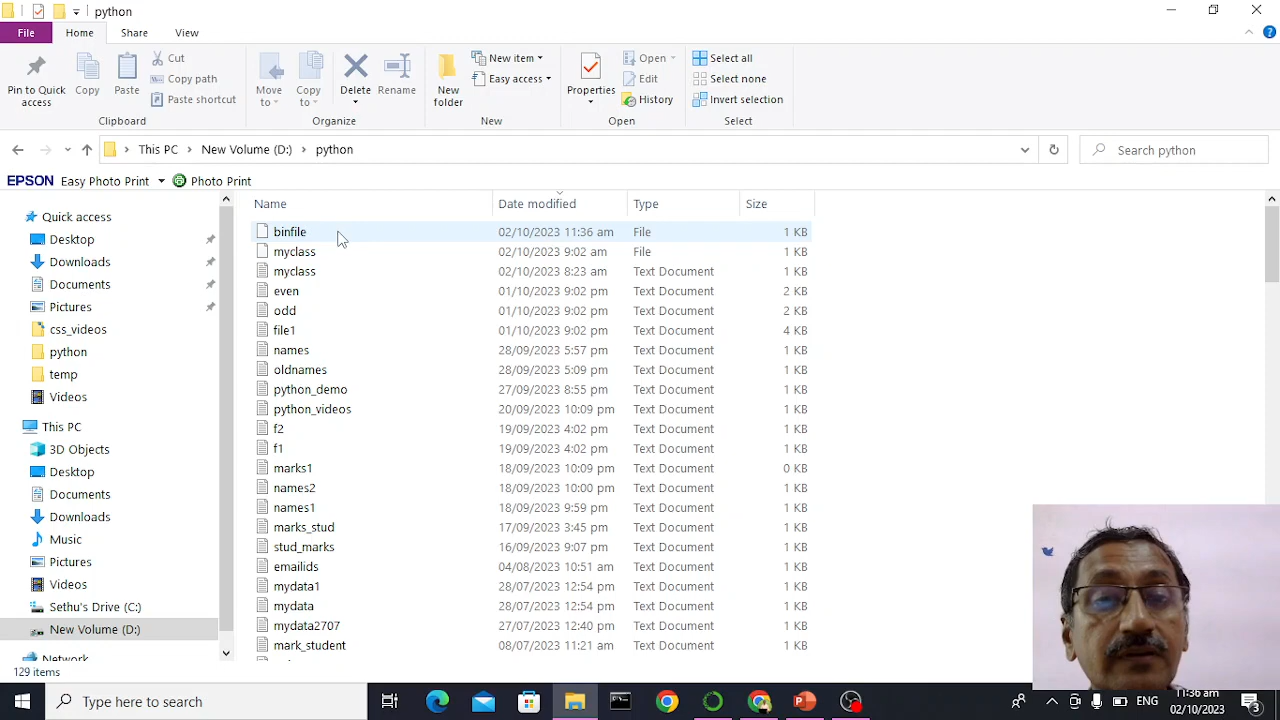 python
File Home Share View
Pin to Quick access
Copy
Paste
Cut
Copy path
Paste shortcut
Clipboard
Move to
Copy to
Delete
Rename
Organize
New folder
New item
Easy access
New
Properties
Open
Edit
History
Open
Select all
Select none
Invert selection
Select
This PC New Volume (D:) python
Search python
EPSON Easy Photo Print Photo Print
Quick access
Desktop
Downloads
Documents
Pictures
css_videos
python
temp
Videos
This PC
3D Objects
Desktop
Documents
Downloads
Music
Pictures
Videos
Sethu's Drive (C:)
New Volume (D:)
Network
Name Date modified Type Size
binfile 02/10/2023 11:36 am File 1 KB
myclass 02/10/2023 9:02 am File 1 KB
myclass 02/10/2023 8:23 am Text Document 1 KB
even 01/10/2023 9:02 pm Text Document 2 KB
odd 01/10/2023 9:02 pm Text Document 2 KB
file1 01/10/2023 9:02 pm Text Document 4 KB
names 28/09/2023 5:57 pm Text Document 1 KB
oldnames 28/09/2023 5:09 pm Text Document 1 KB
python_demo 27/09/2023 8:55 pm Text Document 1 KB
python_videos 20/09/2023 10:09 pm Text Document 1 KB
f2 19/09/2023 4:02 pm Text Document 1 KB
f1 19/09/2023 4:02 pm Text Document 1 KB
marks1 18/09/2023 10:09 pm Text Document 0 KB
names2 18/09/2023 10:00 pm Text Document 1 KB
names1 18/09/2023 9:59 pm Text Document 1 KB
marks_stud 17/09/2023 3:45 pm Text Document 1 KB
stud_marks 16/09/2023 9:07 pm Text Document 1 KB
emailids 04/08/2023 10:51 am Text Document 1 KB
mydata1 28/07/2023 12:54 pm Text Document 1 KB
mydata 28/07/2023 12:54 pm Text Document 1 KB
mydata2707 27/07/2023 12:40 pm Text Document 1 KB
mark_student 08/07/2023 11:21 am Text Document 1 KB
129 items
Type here to search
ENG
11:36 am
02/10/2023
3